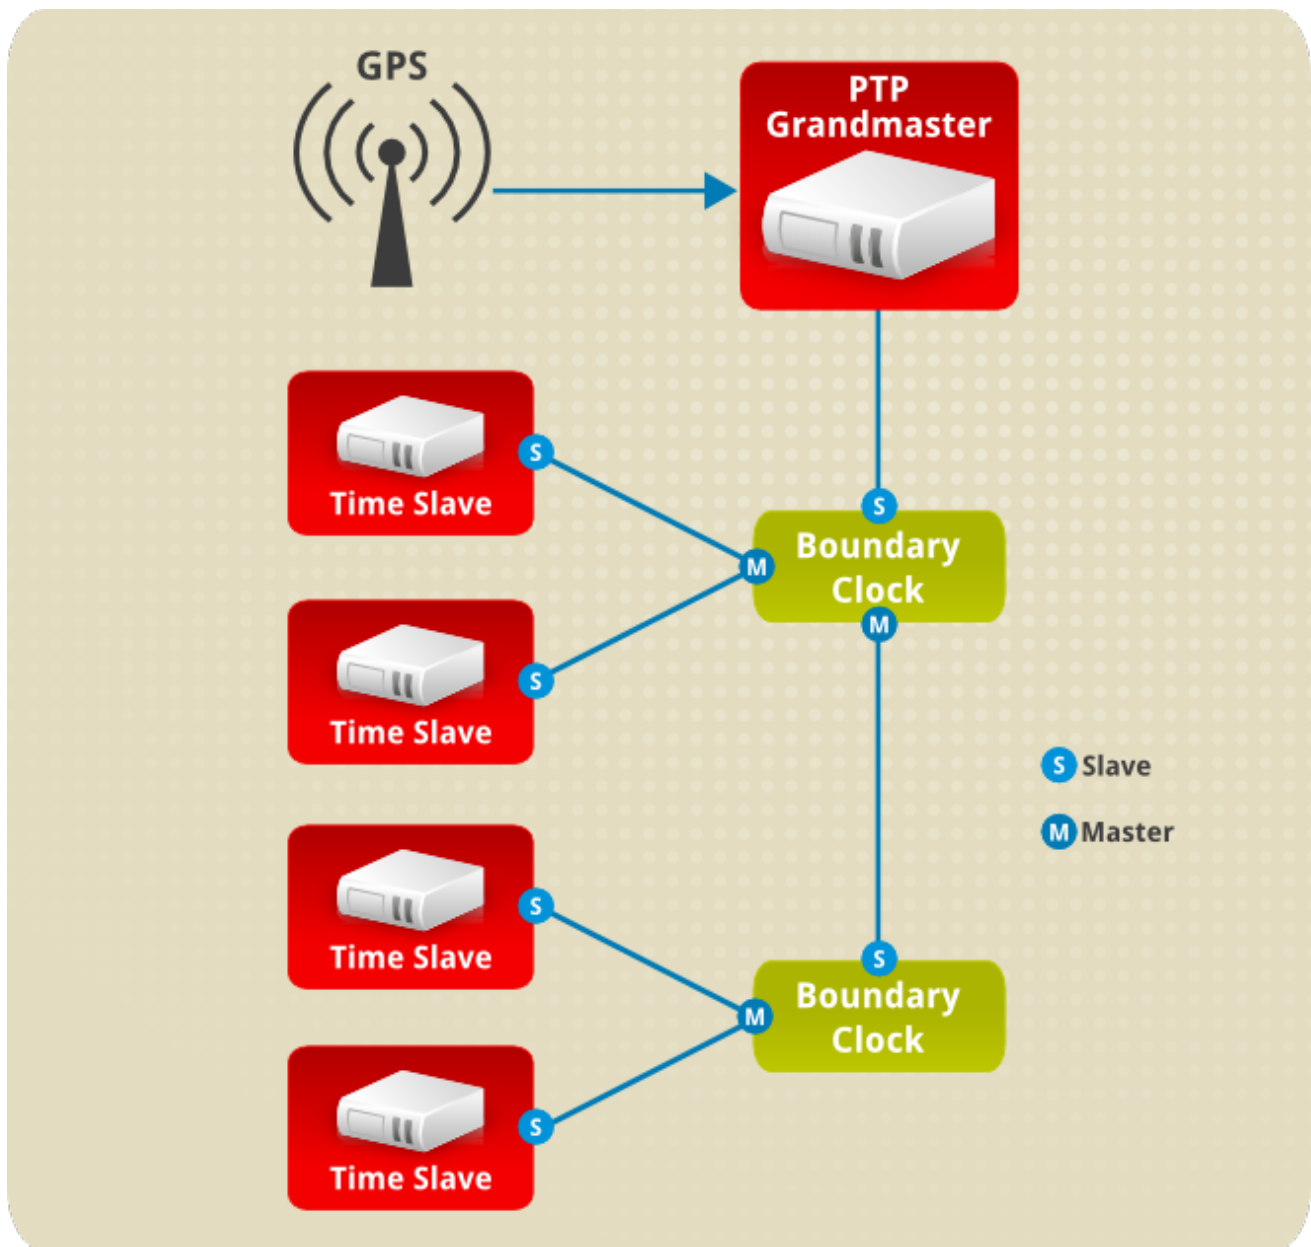 GPS
PTP
Grandmaster
S
Time Slave
S
Boundary
Clock
M
M
S
Time Slave
S Slave
M Master
S
Time Slave
S
Boundary
Clock
M
S
Time Slave